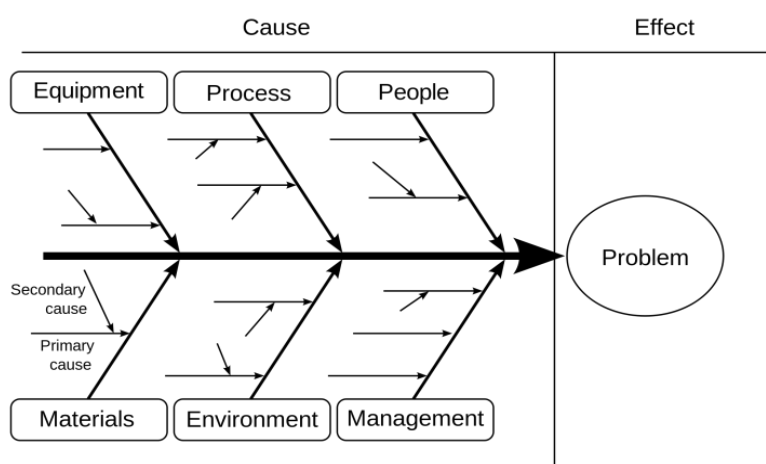 Cause
Effect
Equipment
Process
People
Problem
Secondary
cause
Primary
cause
Materials
Environment
Management